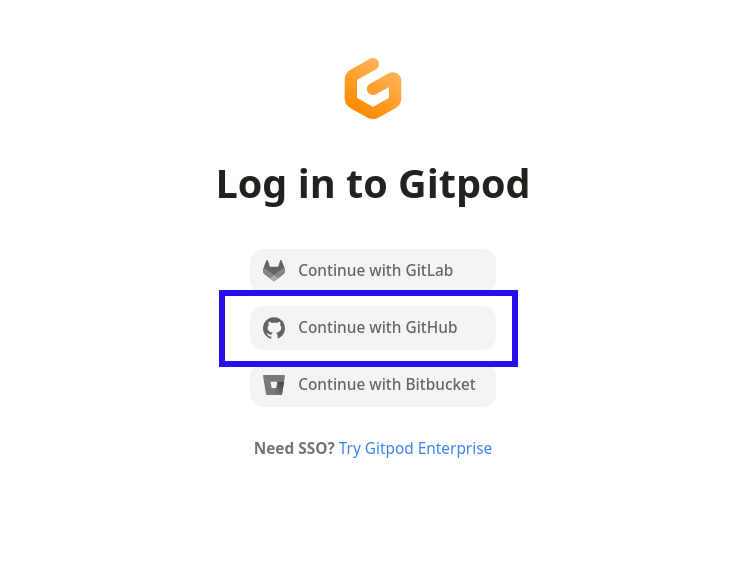 Log in to Gitpod
Continue with GitLab
Continue with GitHub
Continue with Bitbucket
Need SSO? Try Gitpod Enterprise